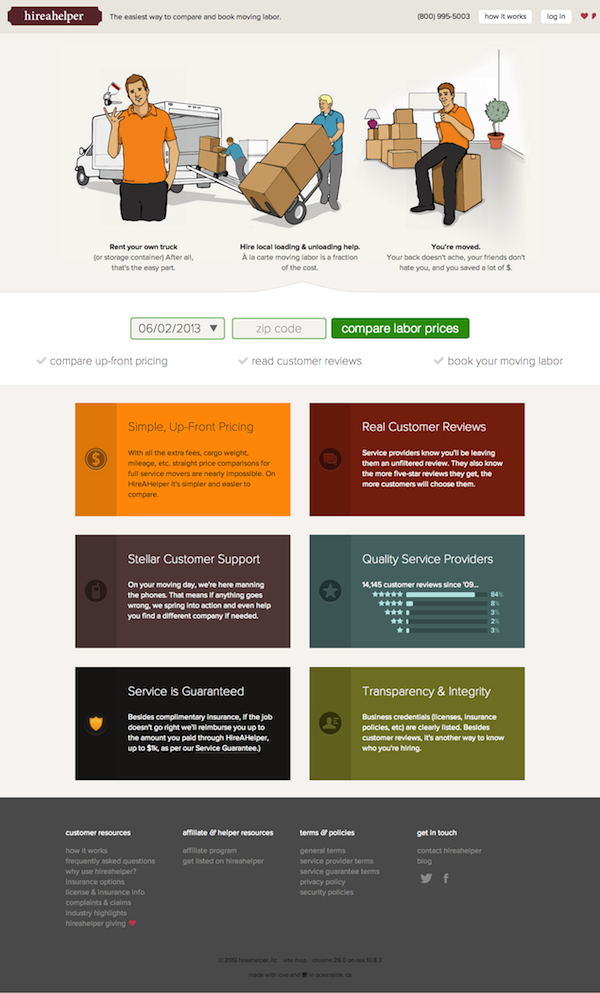 hireahelper
The easiest way to compare and book moving labor.
(800) 995-5003
how it works
log in
Rent your own truck
(or storage container) After all,
that's the easy part.
Hire local loading & unloading help.
À la carte moving labor is a fraction
of the cost.
You're moved.
Your back doesn't ache, your friends don't
hate you, and you saved a lot of $.
06/02/2013 ▼
zip code
compare labor prices
compare up-front pricing
read customer reviews
book your moving labor
Simple, Up-Front Pricing
With all the extra fees, cargo weight,
mileage, etc. straight price comparisons for
full service movers are nearly impossible. On
HireAHelper it's simpler and easier to
compare.
Real Customer Reviews
Service providers know you'll be leaving
them an unfiltered review. They also know
the more five-star reviews they get, the
more customers will choose them.
Stellar Customer Support
On your moving day, we're here manning
the phones. That means if anything goes
wrong, we spring into action and even help
you find a different company if needed.
Quality Service Providers
14,145 customer reviews since '09...
★★★★★ 84%
★★★★ 8%
★★★ 3%
★★ 2%
★ 3%
Service is Guaranteed
Besides complimentary insurance, if the job
doesn't go right we'll reimburse you up to
the amount you paid through HireAHelper,
up to $1k, as per our Service Guarantee.)
Transparency & Integrity
Business credentials (licenses, insurance
policies, etc) are clearly listed. Besides
customer reviews, it's another way to know
who you're hiring.
customer resources
how it works
frequently asked questions
why use hireahelper?
insurance options
license & insurance info
complaints & claims
industry highlights
hireahelper giving
affiliate & helper resources
affiliate program
get listed on hireahelper
terms & policies
general terms
service provider terms
service guarantee terms
privacy policy
security policies
get in touch
contact hireahelper
blog
© 2013 hireahelper, llc site map chrome 26.0 on osx 10.8.3
made with love and in oceanside, ca